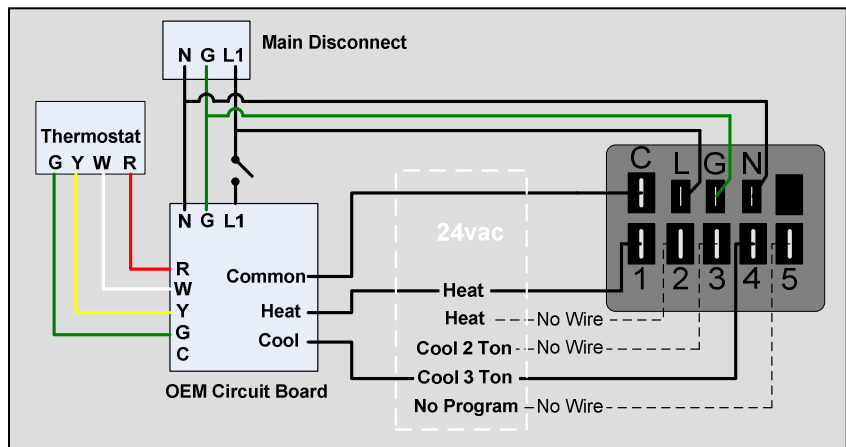 Main Disconnect
N G L1
Thermostat
G Y W R
C L G N
N G L1
24vac
R
W
Y
G
C
Common
Heat
Cool
1 2 3 4 5
Heat
Heat No Wire
Cool 2 Ton No Wire
Cool 3 Ton
No Program No Wire
OEM Circuit Board